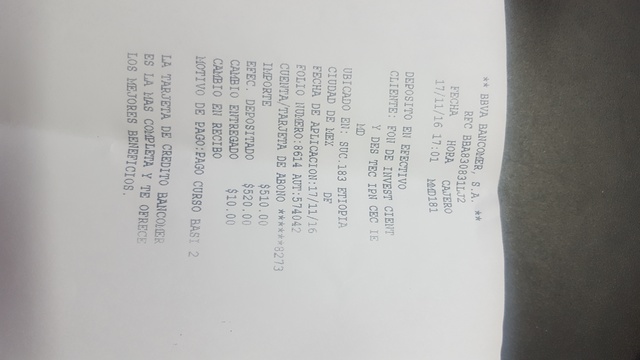 ** BBVA BANCOMER S.A. **
RFC BBA830831LJ2
FECHA HORA CAJERO
17/11/16 17:01 MMD181
DEPOSITO EN EFECTIVO
CLIENTE: FON DE INVEST CIENT
Y DES TEC IPN CEC IE
MD
UBICADO EN: SUC.183 ETIOPIA
CIUDAD DE MEX DF
FECHA DE APLICACION:17/11/16
FOLIO NUMERO:8614 AUT:574042
CUENTA/TARJETA DE ABONO ******8273
IMPORTE $510.00
EFEC. DEPOSITADO $520.00
CAMBIO ENTREGADO $10.00
CAMBIO EN RECIBO
MOTIVO DE PAGO:PAGO CURSO BASI 2
LA TARJETA DE CREDITO BANCOMER
ES LA MAS COMPLETA Y TE OFRECE
LOS MEJORES BENEFICIOS.